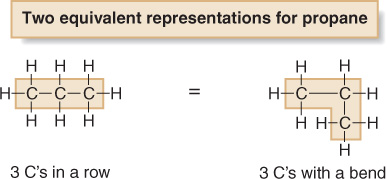 Two equivalent representations for propane
H H H
H–C–C–C–H
H H H
=
H H
H–C–C–H
H H–C–H
H
3 C's in a row
3 C's with a bend